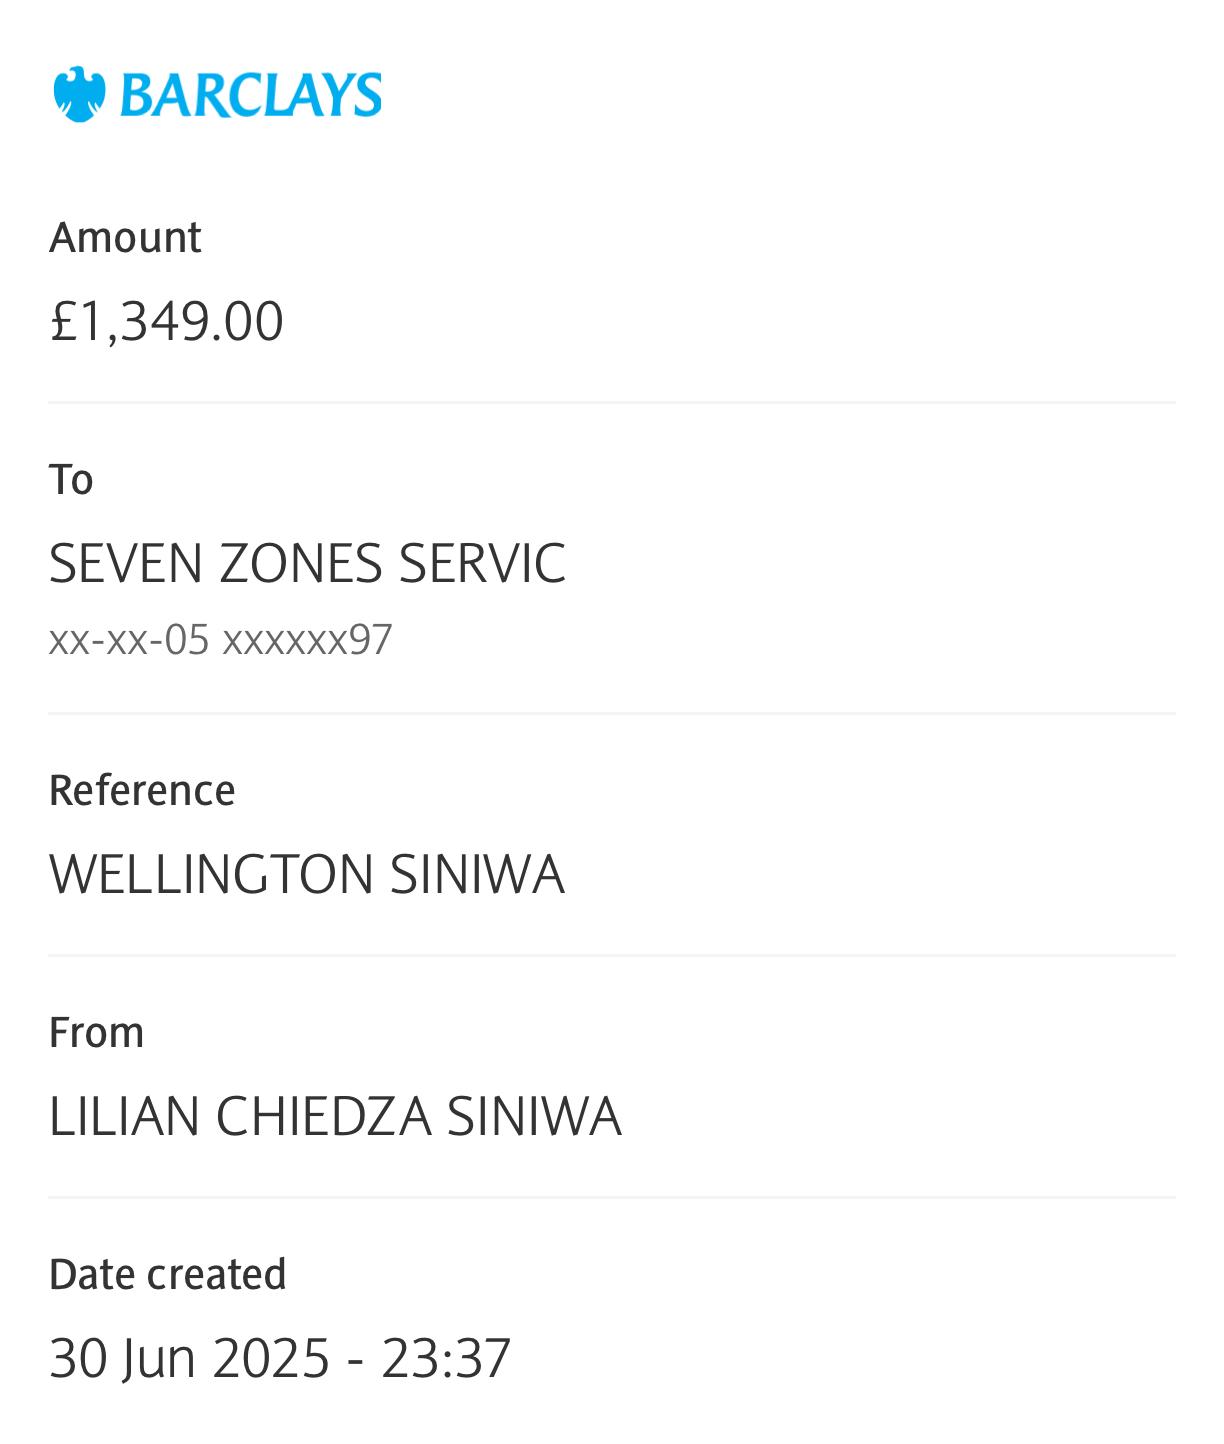 BARCLAYS
Amount
£1,349.00
To
SEVEN ZONES SERVIC
xx-xx-05 xxxxxx97
Reference
WELLINGTON SINIWA
From
LILIAN CHIEDZA SINIWA
Date created
30 Jun 2025 - 23:37